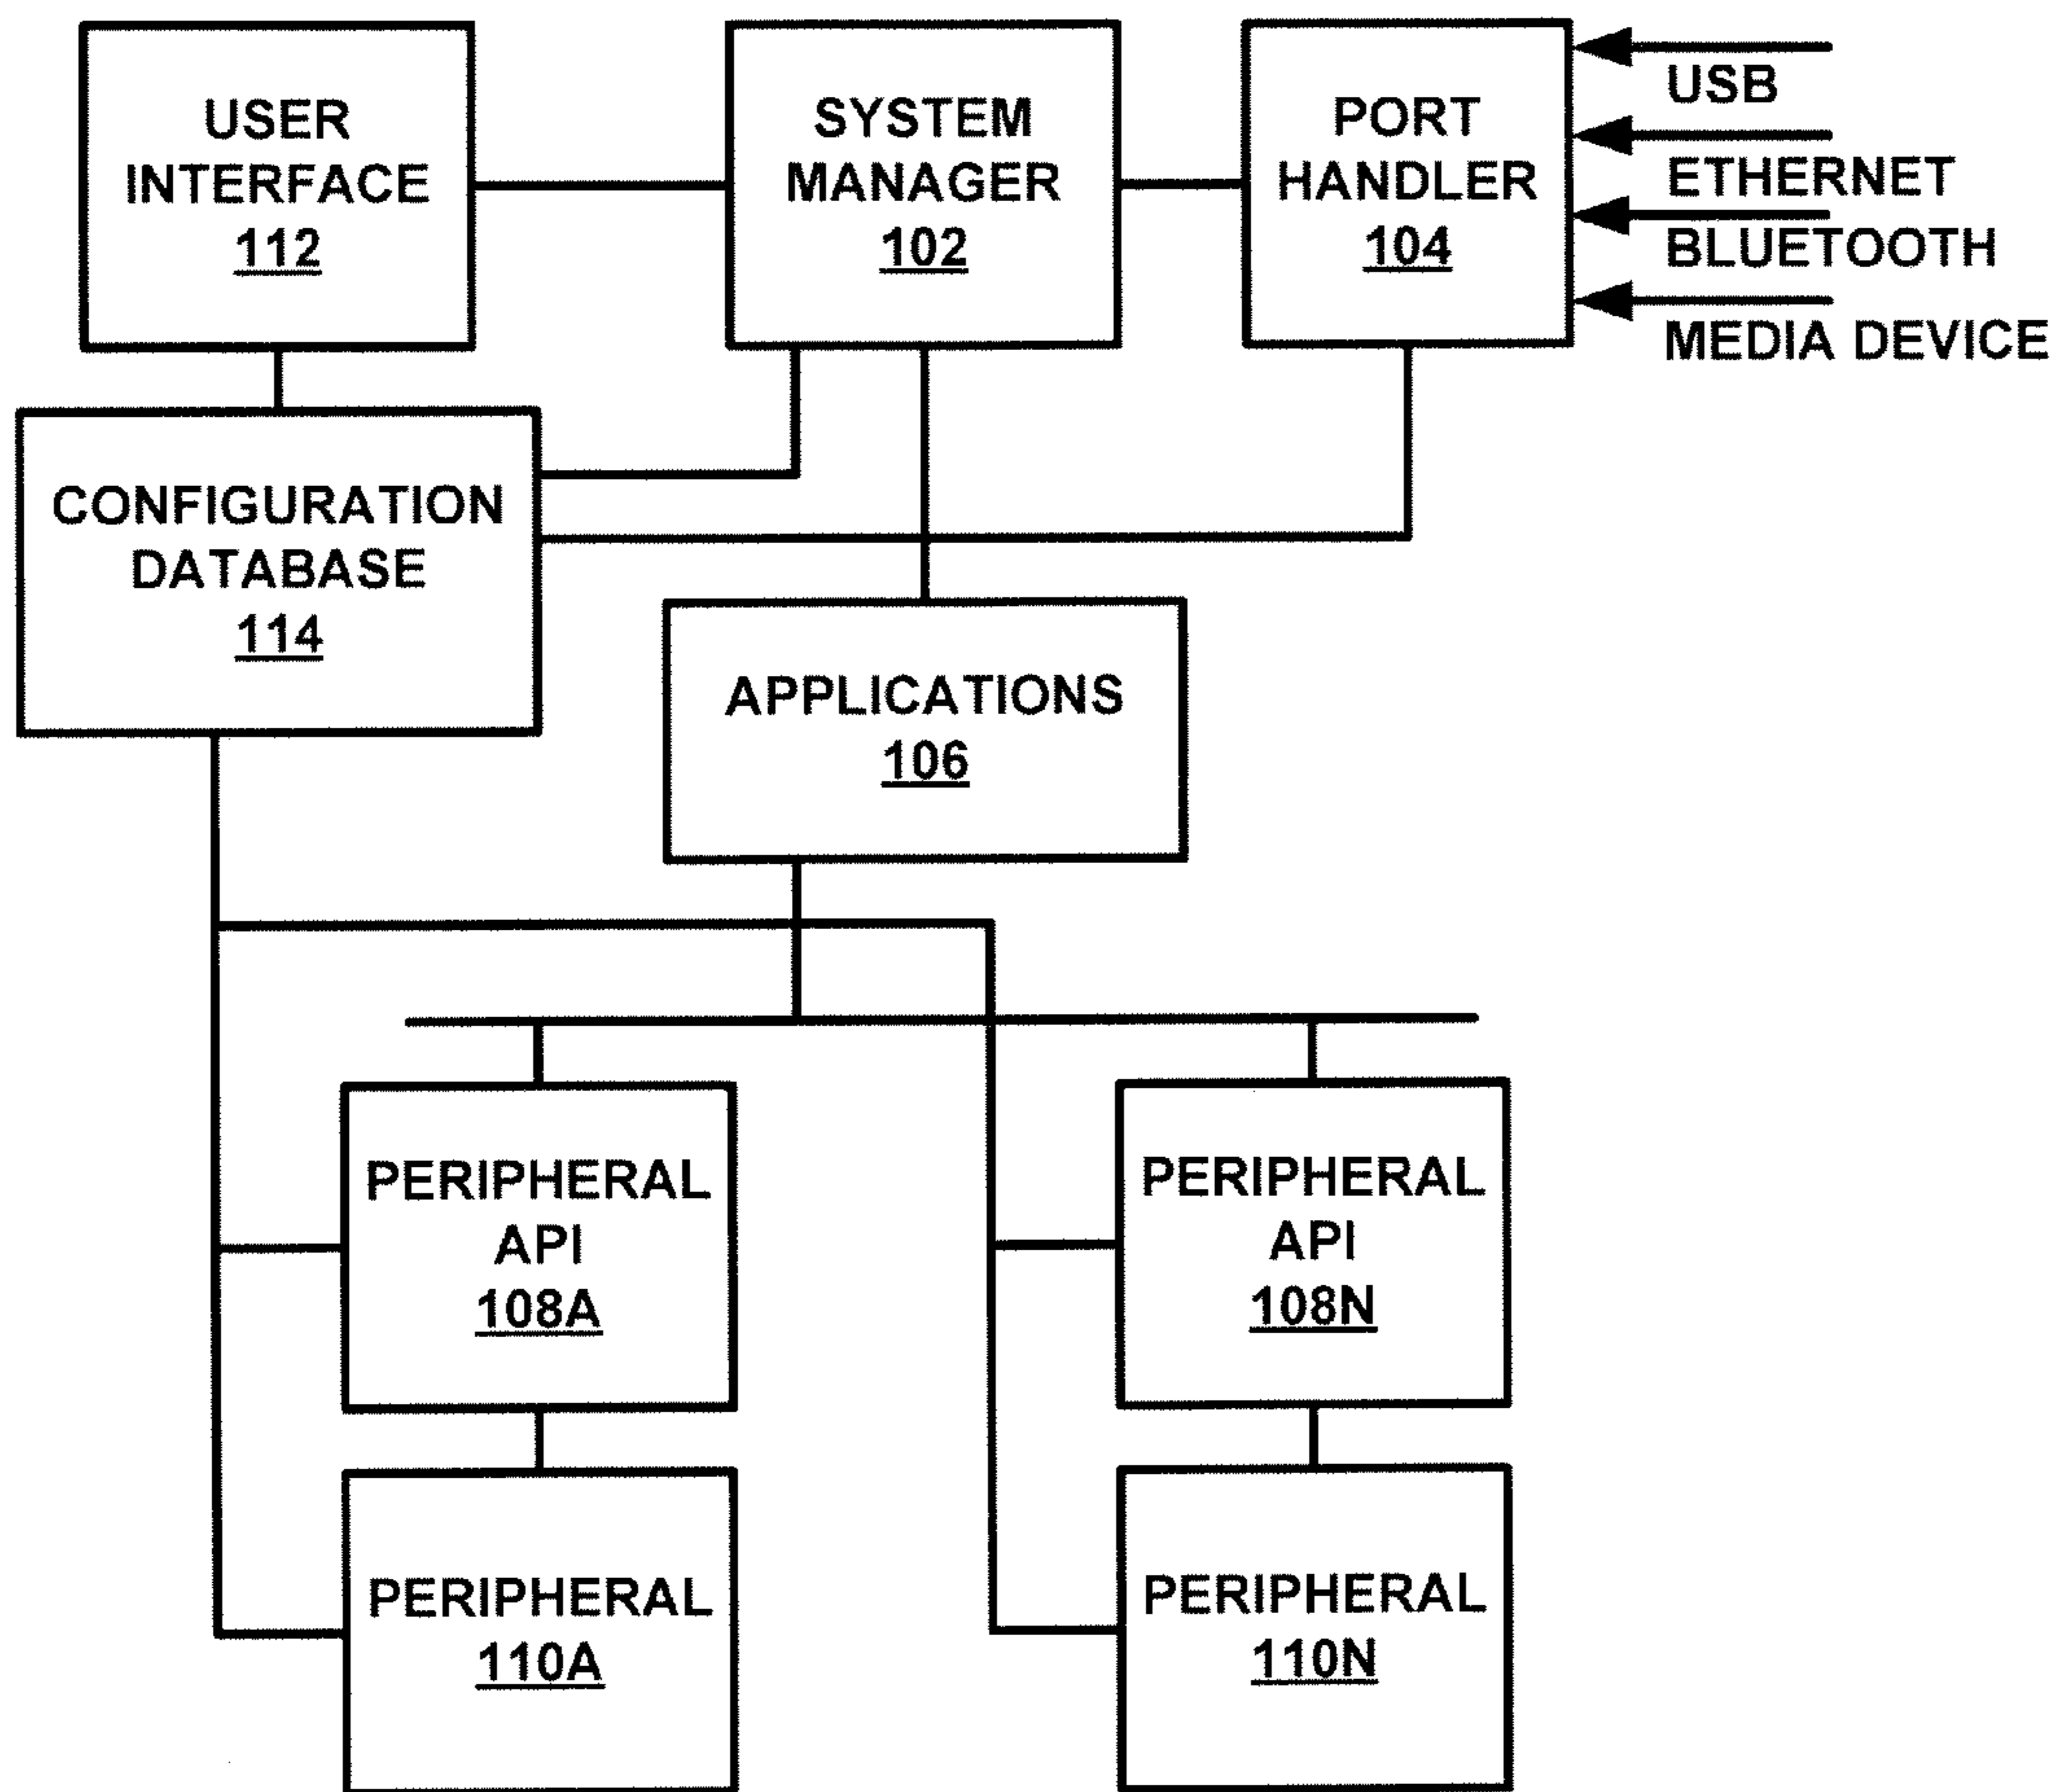 USER
INTERFACE
112
SYSTEM
MANAGER
102
PORT
HANDLER
104
USB
ETHERNET
BLUETOOTH
MEDIA DEVICE
CONFIGURATION
DATABASE
114
APPLICATIONS
106
PERIPHERAL
API
108A
PERIPHERAL
API
108N
PERIPHERAL
110A
PERIPHERAL
110N